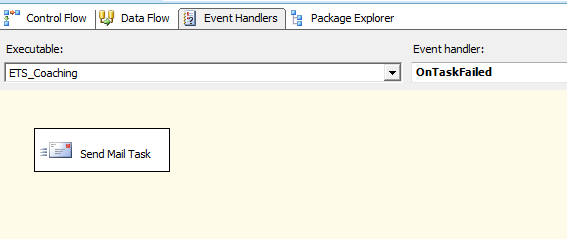 Control Flow Data Flow Event Handlers Package Explorer
Executable: Event handler:
ETS_Coaching OnTaskFailed
Send Mail Task